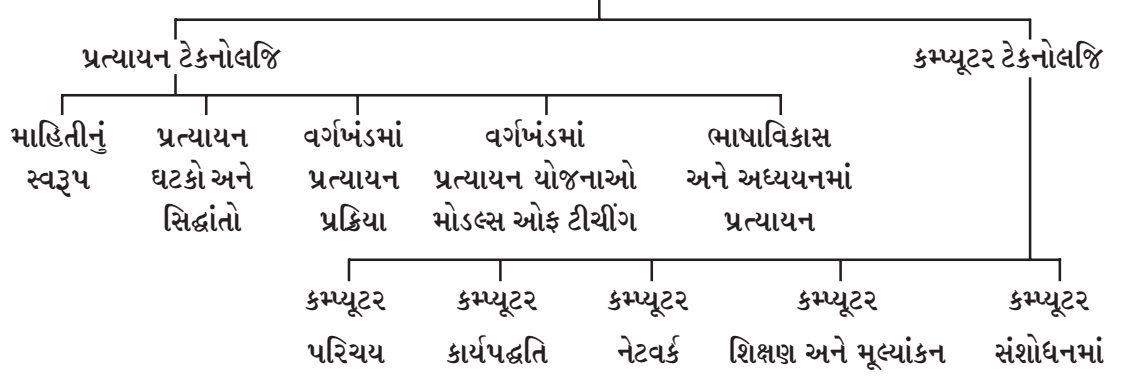 પ્રત્યાયન ટેકનોલજિ
કમ્પ્યૂટર ટેકનોલજિ
માહિતીનું
સ્વરૂપ
પ્રત્યાયન
ઘટકો અને
સિદ્ધાંતો
વર્ગખંડમાં
પ્રત્યાયન
પ્રક્રિયા
વર્ગખંડમાં
પ્રત્યાયન યોજનાઓ
મોડલ્સ ઓફ ટીચીંગ
ભાષાવિકાસ
અને અધ્યયનમાં
પ્રત્યાયન
કમ્પ્યૂટર
પરિચય
કમ્પ્યૂટર
કાર્યપદ્ધતિ
કમ્પ્યૂટર
નેટવર્ક
કમ્પ્યૂટર
શિક્ષણ અને મૂલ્યાંકન
કમ્પ્યૂટર
સંશોધનમાં